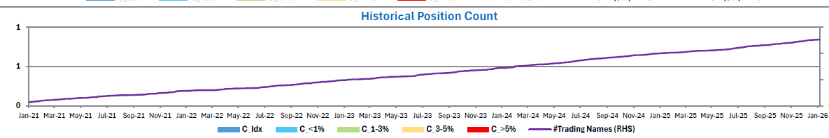 Historical Position Count
1
1
0
Jan-21 Mar-21 May-21 Jul-21 Sep-21 Nov-21 Jan-22 Mar-22 May-22 Jul-22 Sep-22 Nov-22 Jan-23 Mar-23 May-23 Jul-23 Sep-23 Nov-23 Jan-24 Mar-24 May-24 Jul-24 Sep-24 Nov-24 Jan-25 Mar-25 May-25 Jul-25 Sep-25 Nov-25 Jan-26
C_Idx C_<1% C_1-3% C_3-5% C_>5% #Trading Names (RHS)